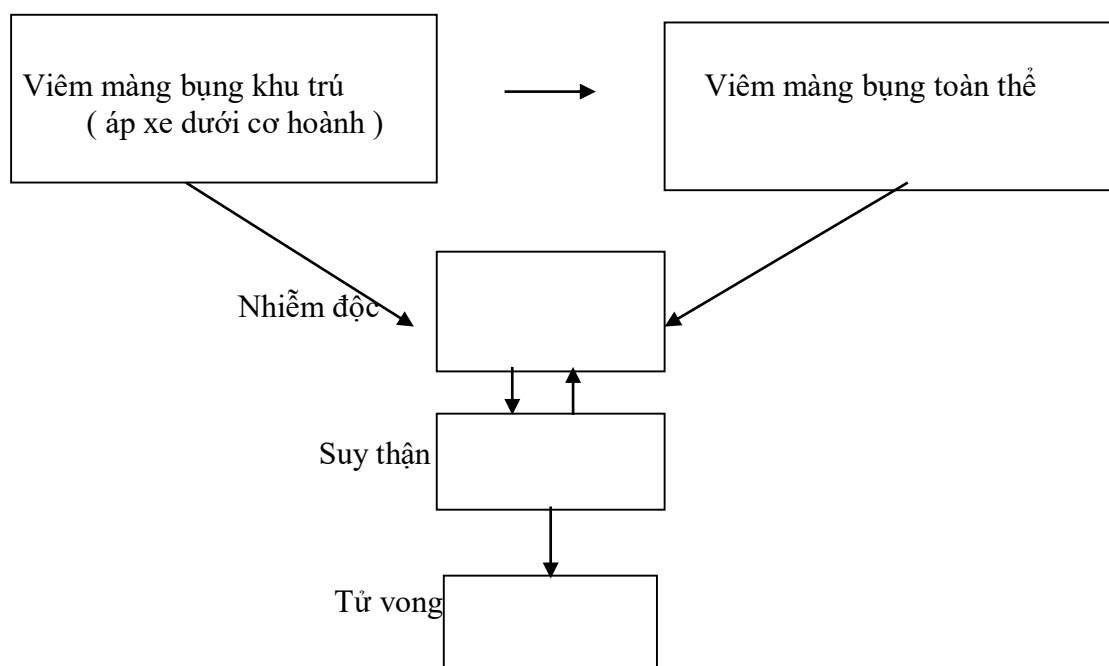 Viêm màng bụng khu trú
( áp xe dưới cơ hoành )
Viêm màng bụng toàn thể
Nhiễm độc
Suy thận
Tử vong